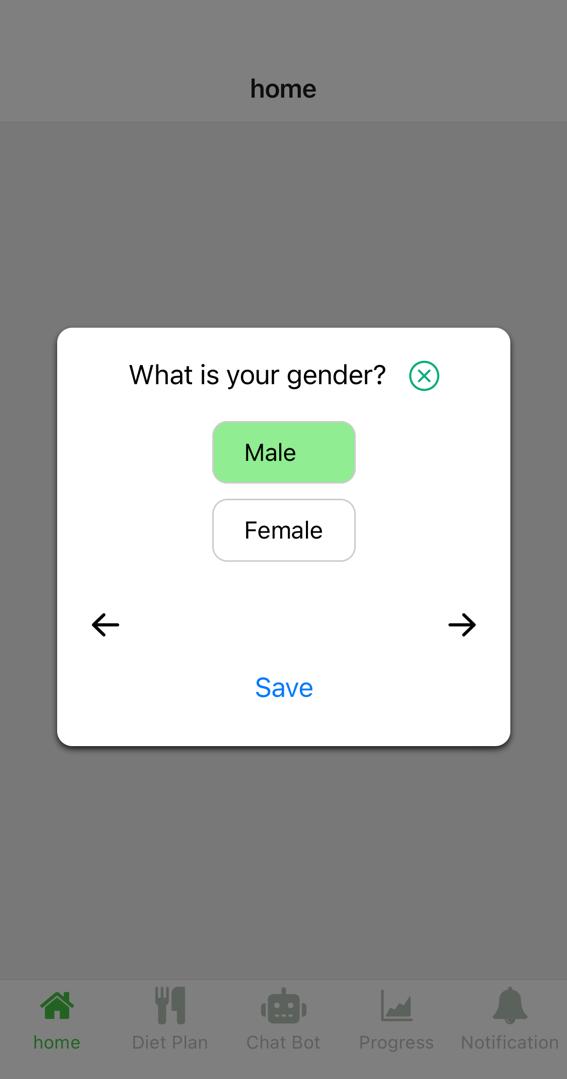 home
What is your gender?
Male
Female
Save
home Diet Plan Chat Bot Progress Notification